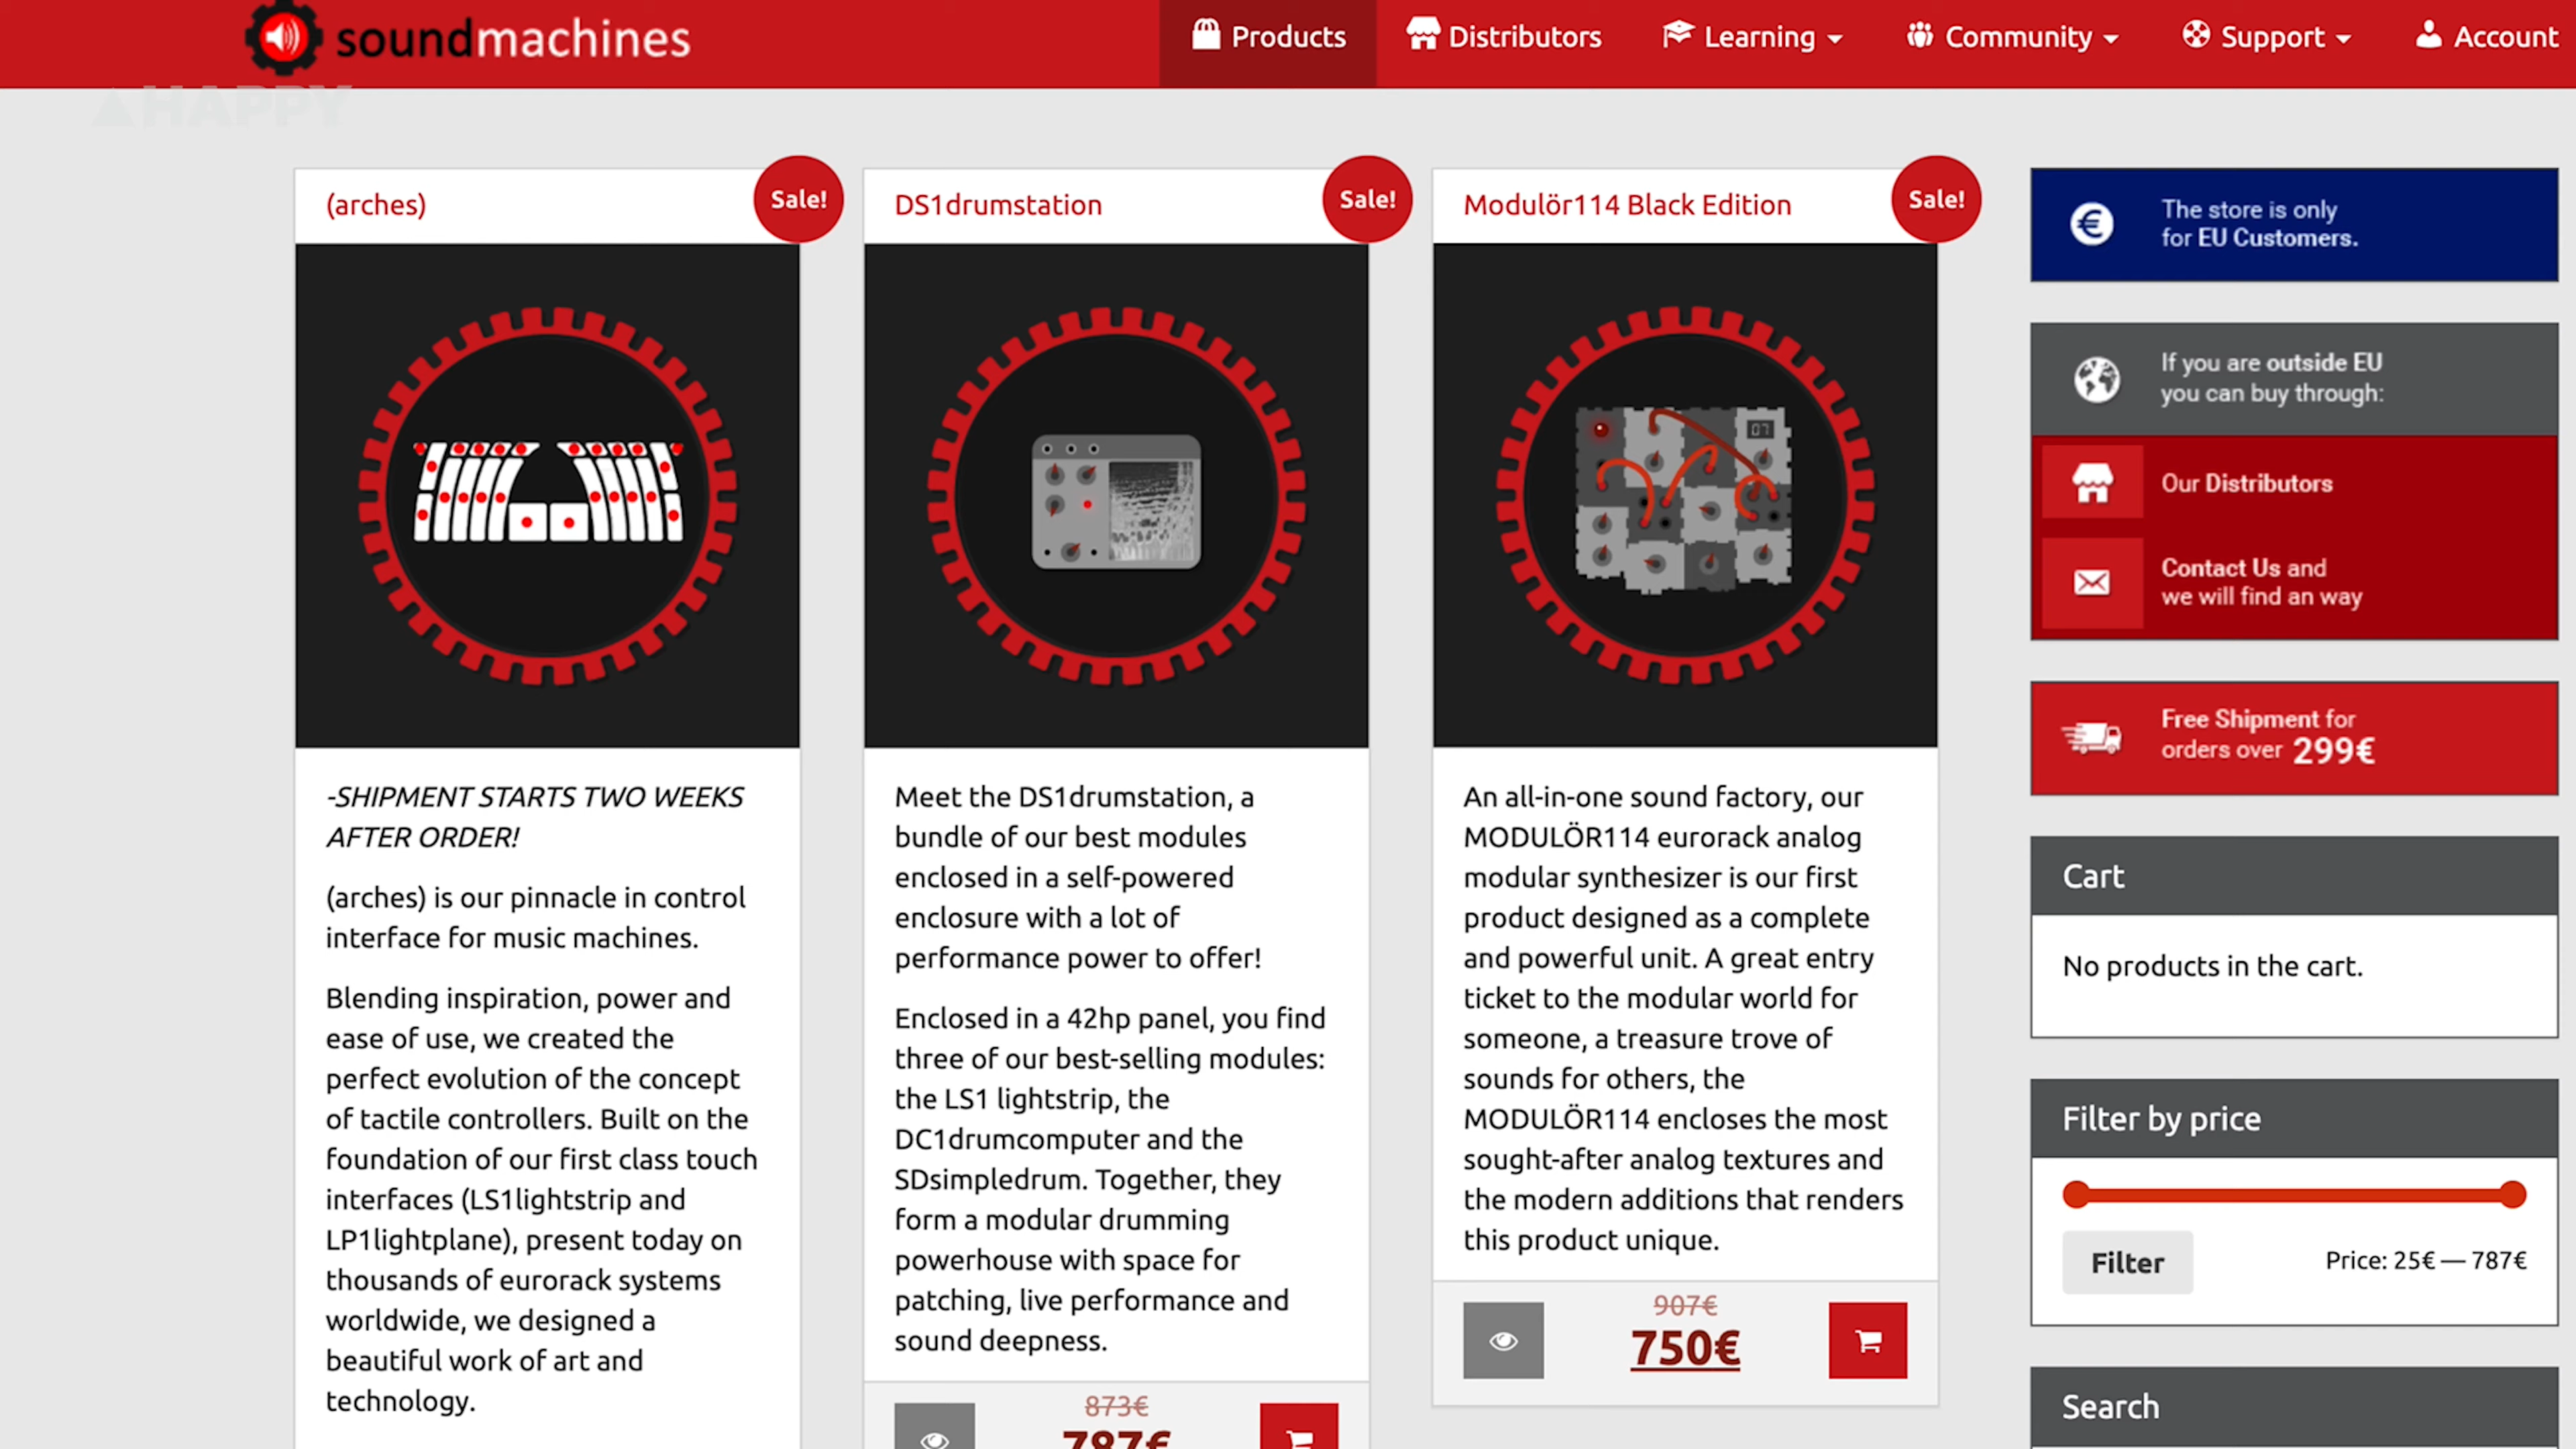 soundmachines
Products
Distributors
Learning
Community
Support
Account
HAPPY
(arches)
Sale!
-SHIPMENT STARTS TWO WEEKS
AFTER ORDER!
(arches) is our pinnacle in control
interface for music machines.
Blending inspiration, power and
ease of use, we created the
perfect evolution of the concept
of tactile controllers. Built on the
foundation of our first class touch
interfaces (LS1lightstrip and
LP1lightplane), present today on
thousands of eurorack systems
worldwide, we designed a
beautiful work of art and
technology.
DS1drumstation
Sale!
Meet the DS1drumstation, a
bundle of our best modules
enclosed in a self-powered
enclosure with a lot of
performance power to offer!
Enclosed in a 42hp panel, you find
three of our best-selling modules:
the LS1 lightstrip, the
DC1drumcomputer and the
SDsimpledrum. Together, they
form a modular drumming
powerhouse with space for
patching, live performance and
sound deepness.
873€
787€
Modulör114 Black Edition
Sale!
07
An all-in-one sound factory, our
MODULÖR114 eurorack analog
modular synthesizer is our first
product designed as a complete
and powerful unit. A great entry
ticket to the modular world for
someone, a treasure trove of
sounds for others, the
MODULÖR114 encloses the most
sought-after analog textures and
the modern additions that renders
this product unique.
907€
750€
The store is only
for EU Customers.
If you are outside EU
you can buy through:
Our Distributors
Contact Us and
we will find an way
Free Shipment for
orders over 299€
Cart
No products in the cart.
Filter by price
Filter
Price: 25€ — 787€
Search